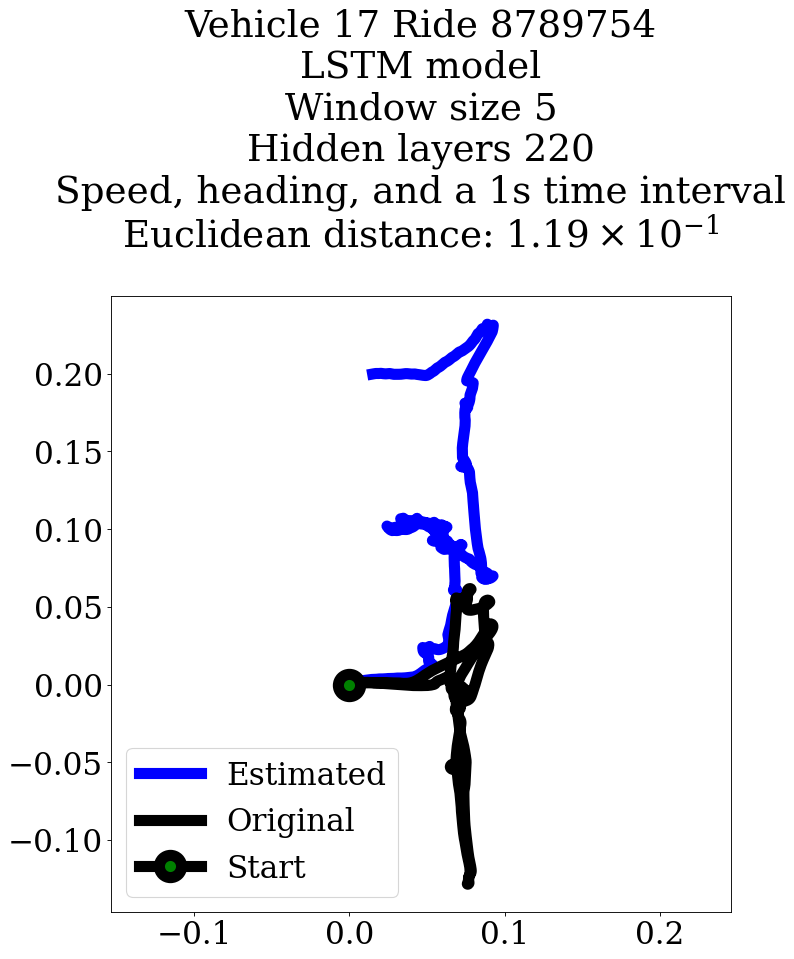 Vehicle 17 Ride 8789754
LSTM model
Window size 5
Hidden layers 220
Speed, heading, and a 1s time interval
Euclidean distance: 1.19 × 10⁻¹
0.20
0.15
0.10
0.05
0.00
−0.05
−0.10
Estimated
Original
Start
−0.1 0.0 0.1 0.2